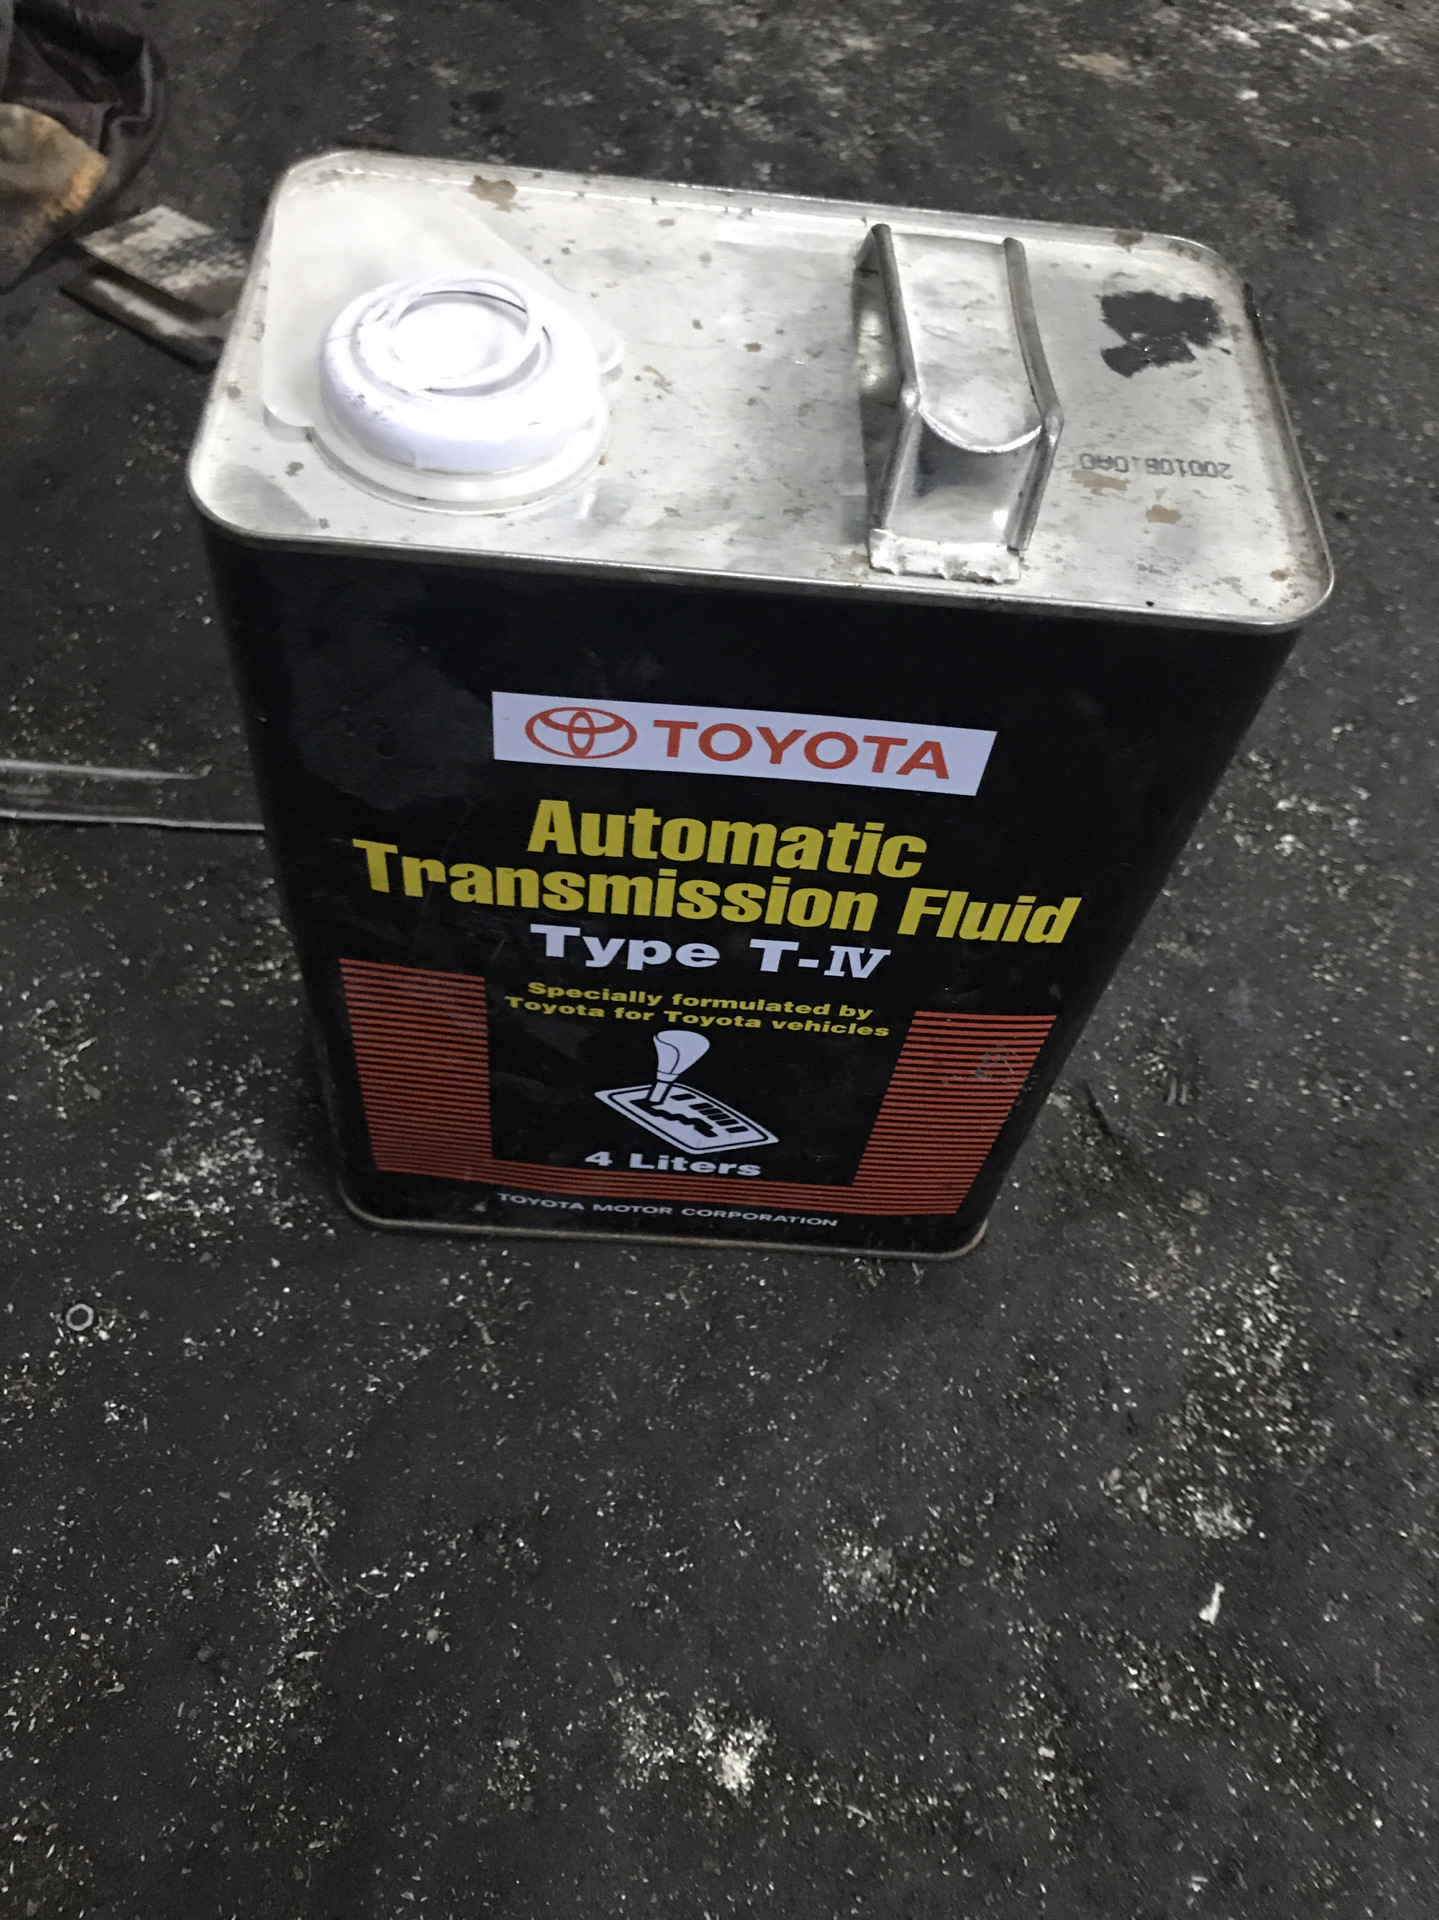 TOYOTA
Automatic
Transmission Fluid
Type T-IV
Specially formulated by
Toyota for Toyota vehicles
4 Liters
TOYOTA MOTOR CORPORATION